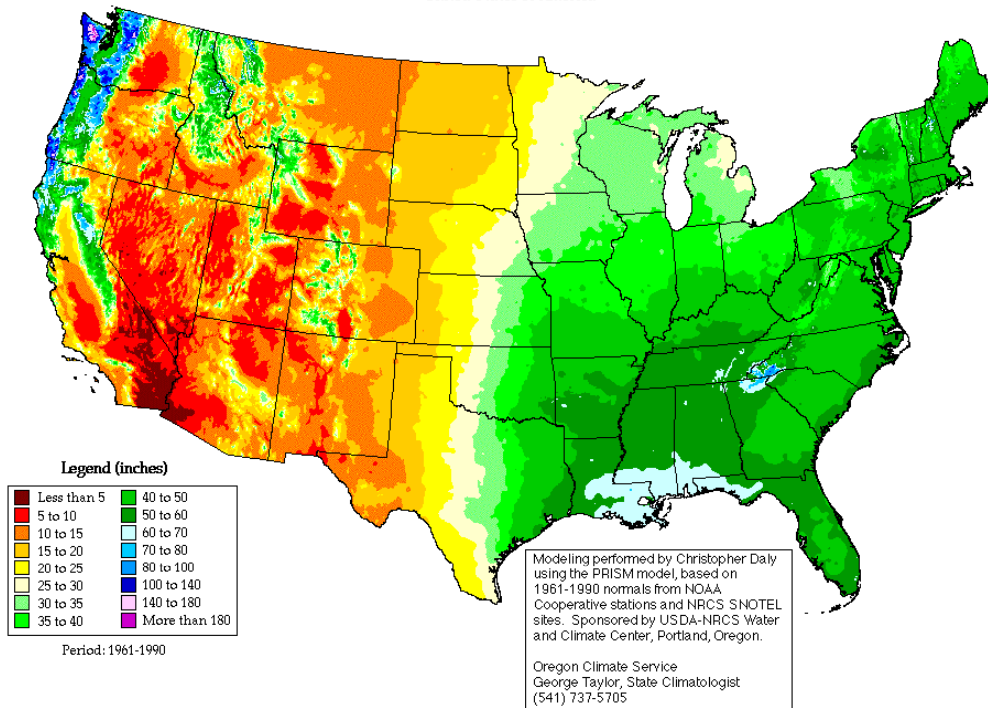 Legend (inches)
Less than 5
5 to 10
10 to 15
15 to 20
20 to 25
25 to 30
30 to 35
35 to 40
40 to 50
50 to 60
60 to 70
70 to 80
80 to 100
100 to 140
140 to 180
More than 180
Period: 1961-1990
Modeling performed by Christopher Daly
using the PRISM model, based on
1961-1990 normals from NOAA
Cooperative stations and NRCS SNOTEL
sites. Sponsored by USDA-NRCS Water
and Climate Center, Portland, Oregon.
Oregon Climate Service
George Taylor, State Climatologist
(541) 737-5705